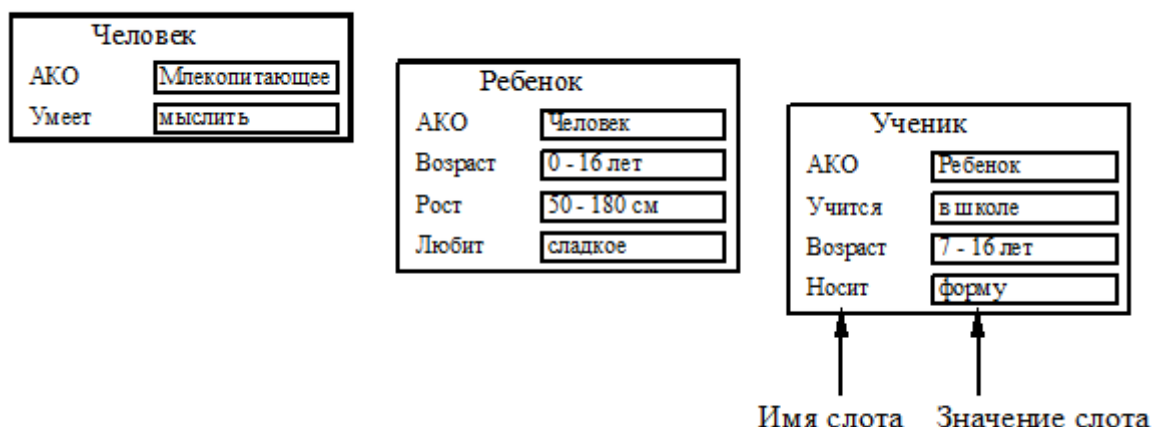 Человек
АКО Млекопитающее
Умеет мыслить
Ребенок
АКО Человек
Возраст 0 - 16 лет
Рост 50 - 180 см
Любит сладкое
Ученик
АКО Ребенок
Учится в школе
Возраст 7 - 16 лет
Носит форму
Имя слота Значение слота